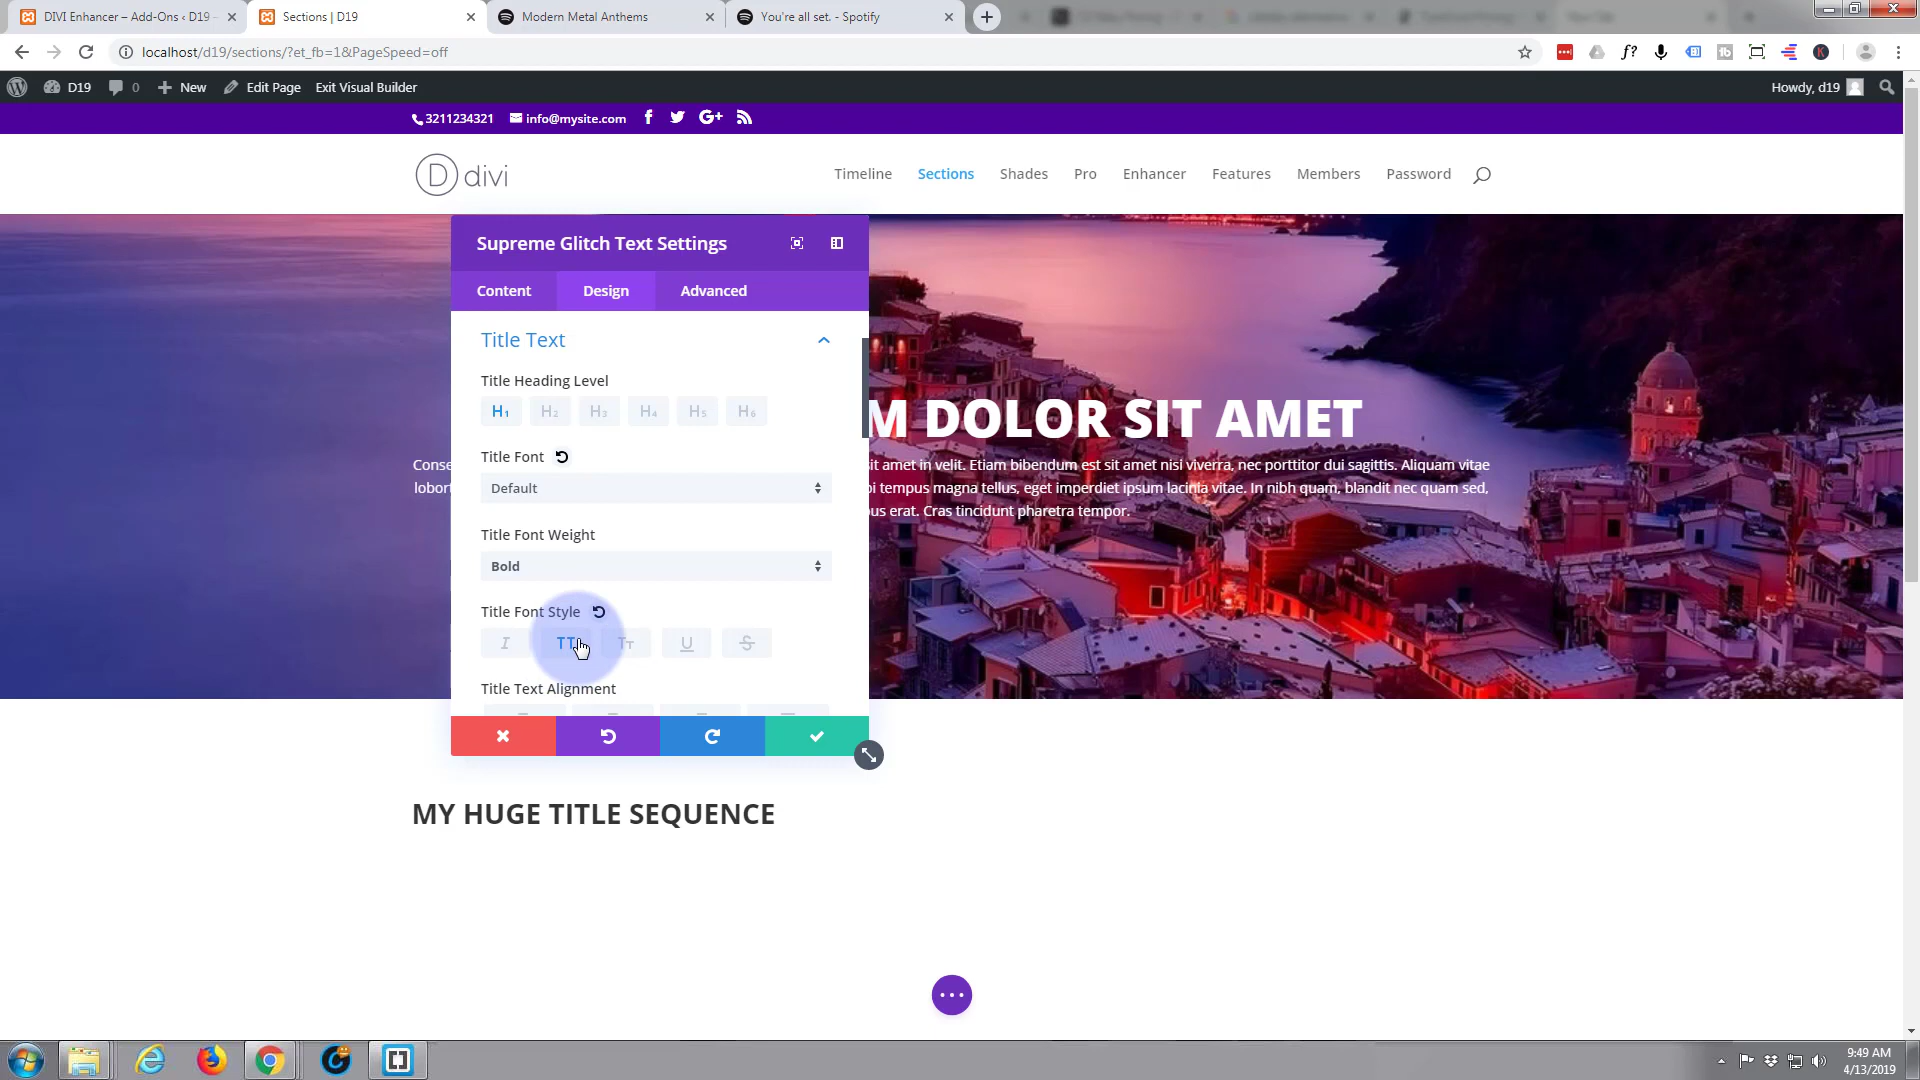 DIVI Enhancer – Add-Ons ‹ D19 –
Sections | D19
Modern Metal Anthems
You're all set. - Spotify
localhost/d19/sections/?et_fb=1&PageSpeed=off
f?
D19
0
New
Edit Page
Exit Visual Builder
Howdy, d19
3211234321
info@mysite.com
D divi
Timeline
Sections
Shades
Pro
Enhancer
Features
Members
Password
Supreme Glitch Text Settings
Content
Design
Advanced
Title Text
Title Heading Level
H1
H2
H3
H4
H5
H6
Title Font
Default
Title Font Weight
Bold
Title Font Style
I
TT
TT
U
S
Title Text Alignment
M DOLOR SIT AMET
Conse
sit amet in velit. Etiam bibendum est sit amet nisi viverra, nec porttitor dui sagittis. Aliquam vitae
lobort
tempus magna tellus, eget imperdiet ipsum lacinia vitae. In nibh quam, blandit nec quam sed,
erat. Cras tincidunt pharetra tempor.
MY HUGE TITLE SEQUENCE
9:49 AM
4/13/2019